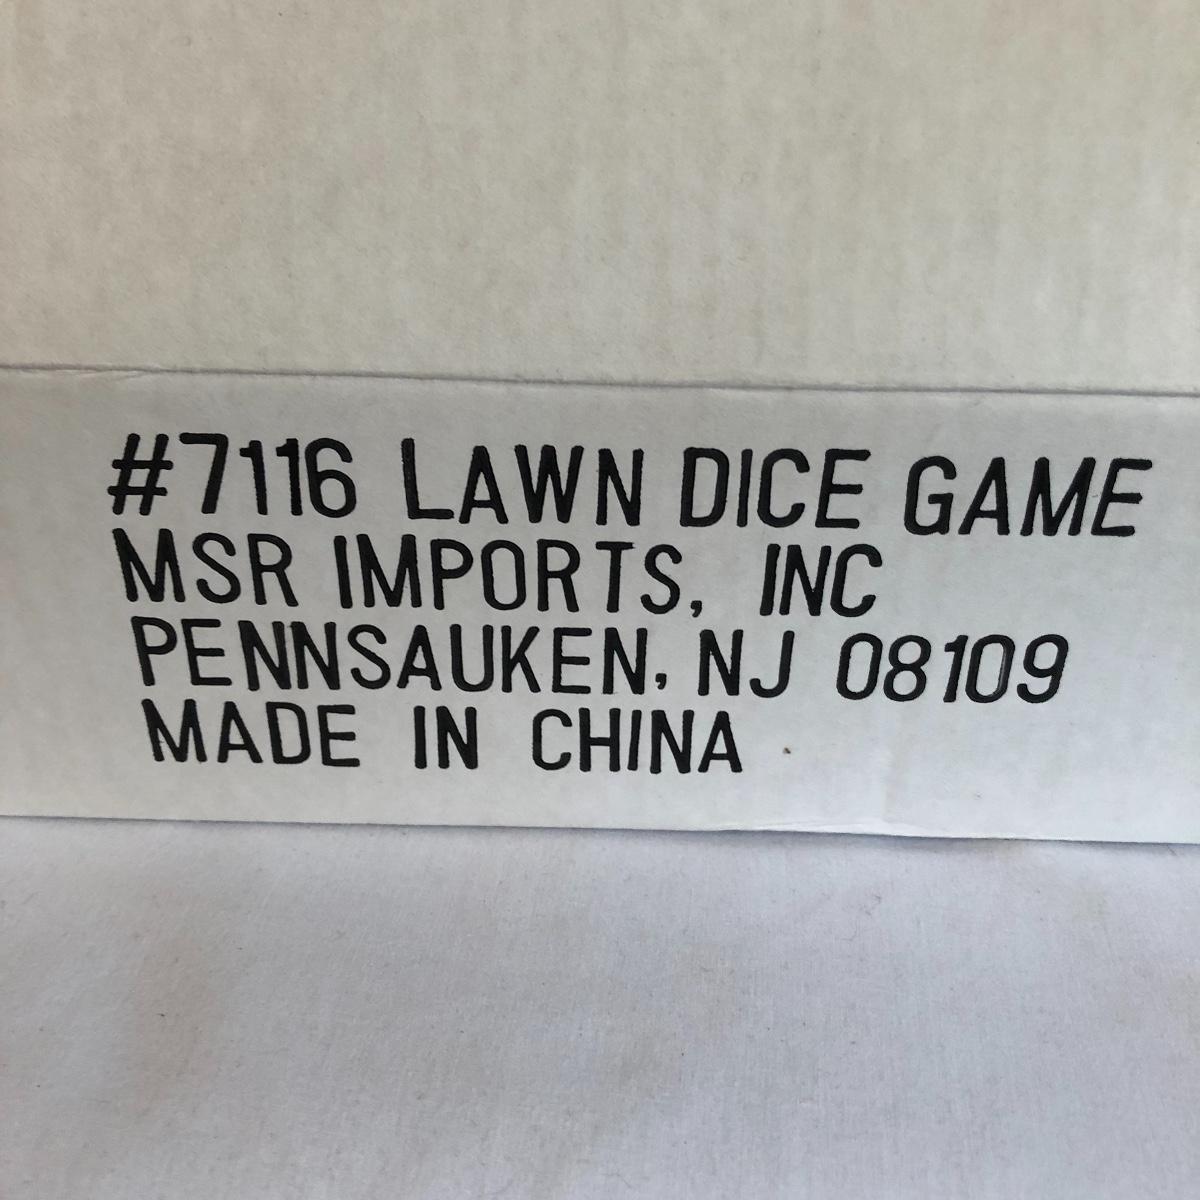 #7116 LAWN DICE GAME
MSR IMPORTS, INC
PENNSAUKEN, NJ 08109
MADE IN CHINA